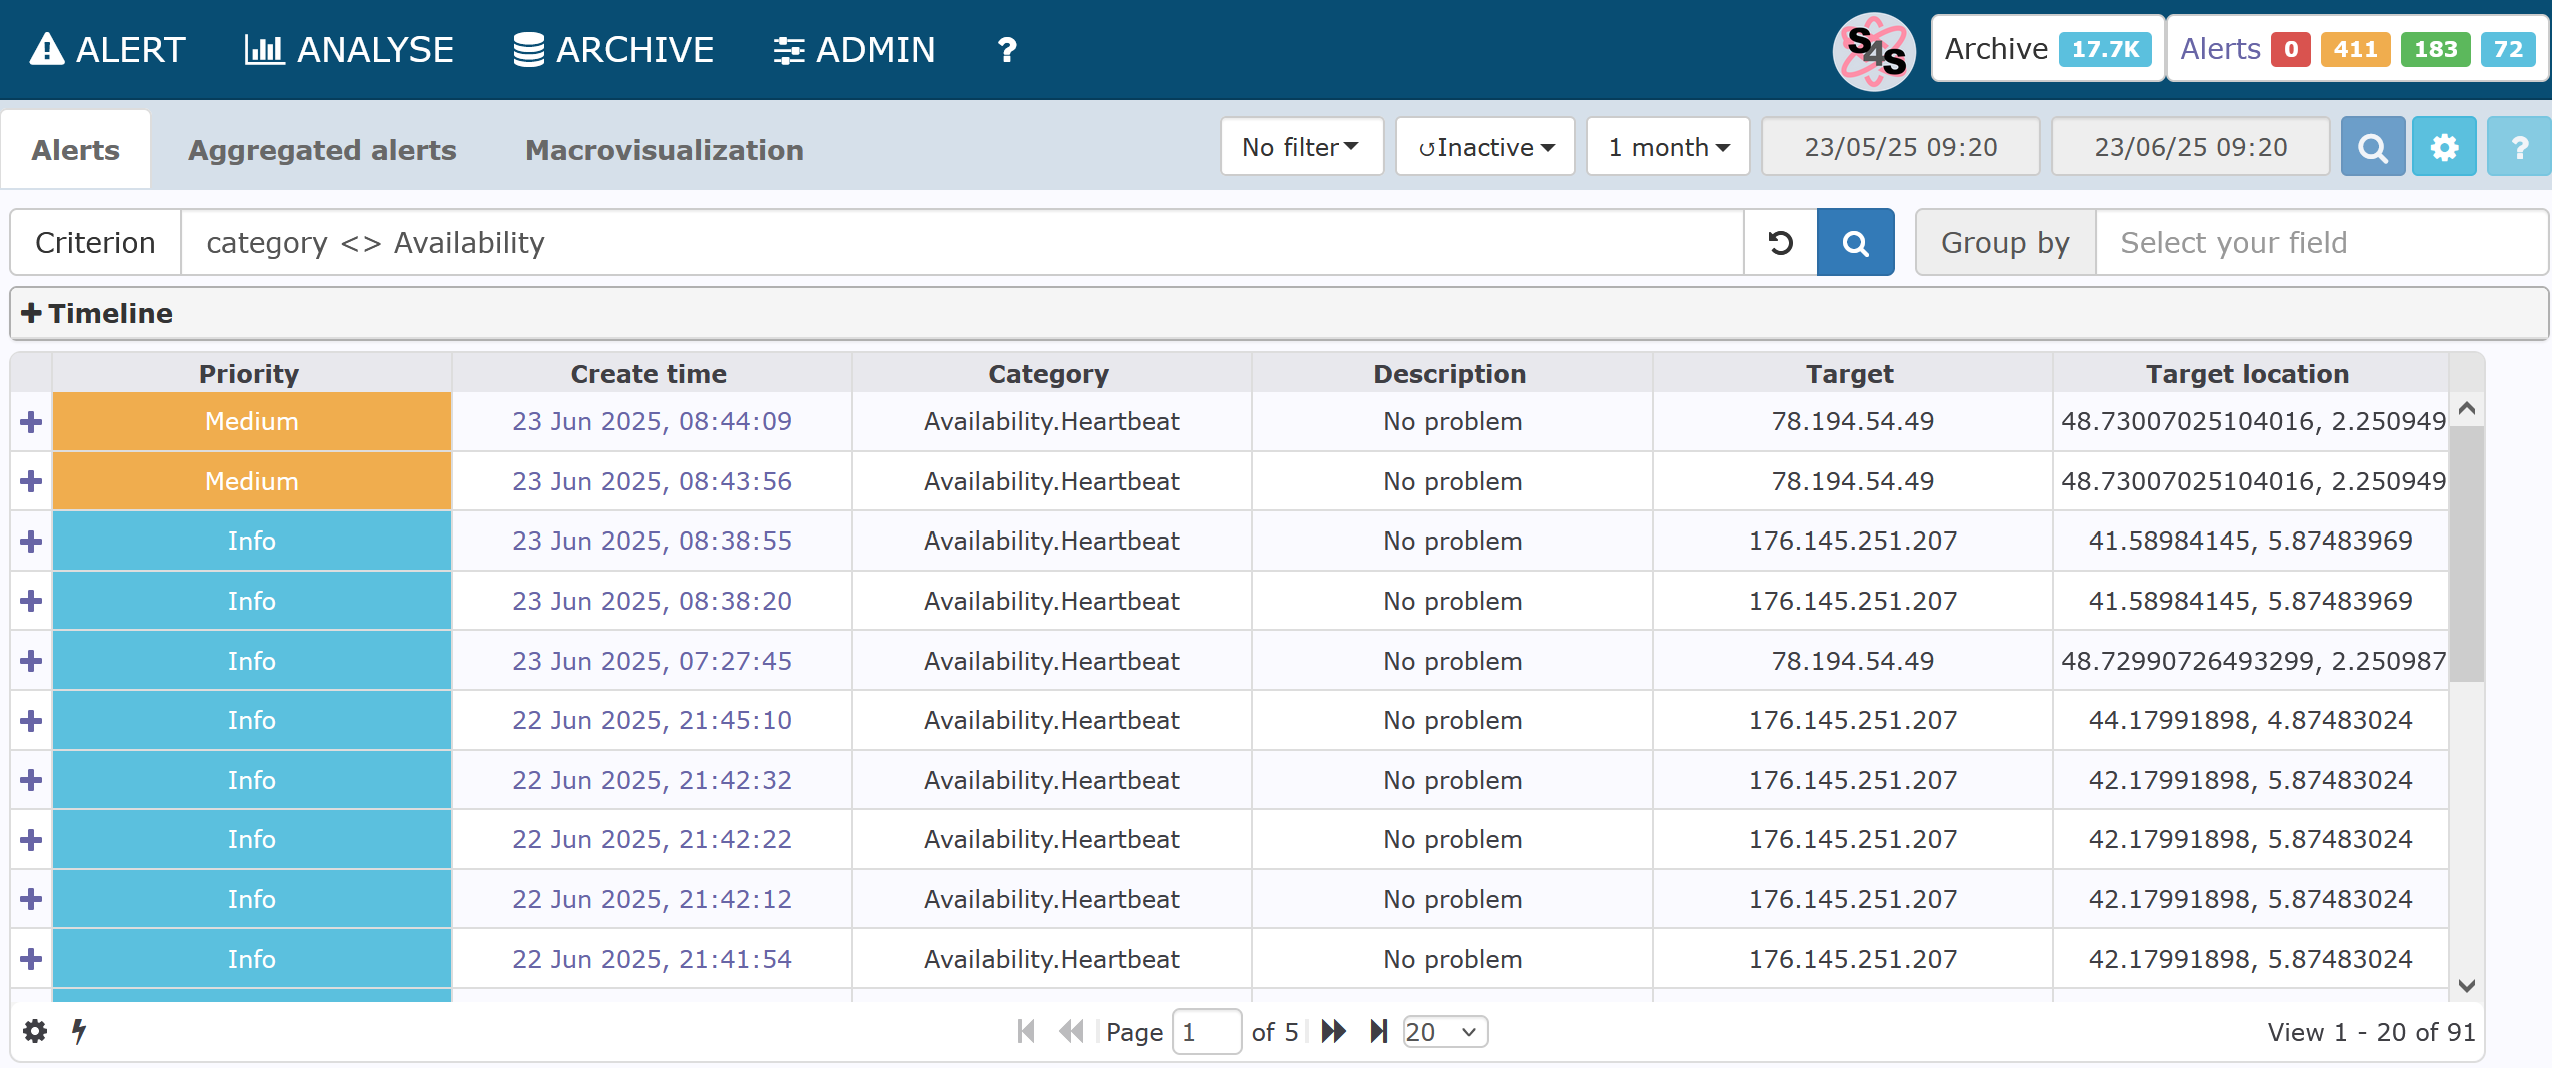 ALERT ANALYSE ARCHIVE ADMIN ? S4S Archive 17.7K Alerts 0 411 183 72
Alerts Aggregated alerts Macrovisualization No filter Inactive 1 month 23/05/25 09:20 23/06/25 09:20 ?
Criterion category <> Availability Group by Select your field
Timeline
Priority Create time Category Description Target Target location
Medium 23 Jun 2025, 08:44:09 Availability.Heartbeat No problem 78.194.54.49 48.73007025104016, 2.250949
Medium 23 Jun 2025, 08:43:56 Availability.Heartbeat No problem 78.194.54.49 48.73007025104016, 2.250949
Info 23 Jun 2025, 08:38:55 Availability.Heartbeat No problem 176.145.251.207 41.58984145, 5.87483969
Info 23 Jun 2025, 08:38:20 Availability.Heartbeat No problem 176.145.251.207 41.58984145, 5.87483969
Info 23 Jun 2025, 07:27:45 Availability.Heartbeat No problem 78.194.54.49 48.72990726493299, 2.250987
Info 22 Jun 2025, 21:45:10 Availability.Heartbeat No problem 176.145.251.207 44.17991898, 4.87483024
Info 22 Jun 2025, 21:42:32 Availability.Heartbeat No problem 176.145.251.207 42.17991898, 5.87483024
Info 22 Jun 2025, 21:42:22 Availability.Heartbeat No problem 176.145.251.207 42.17991898, 5.87483024
Info 22 Jun 2025, 21:42:12 Availability.Heartbeat No problem 176.145.251.207 42.17991898, 5.87483024
Info 22 Jun 2025, 21:41:54 Availability.Heartbeat No problem 176.145.251.207 42.17991898, 5.87483024
Page 1 of 5 20 View 1 - 20 of 91